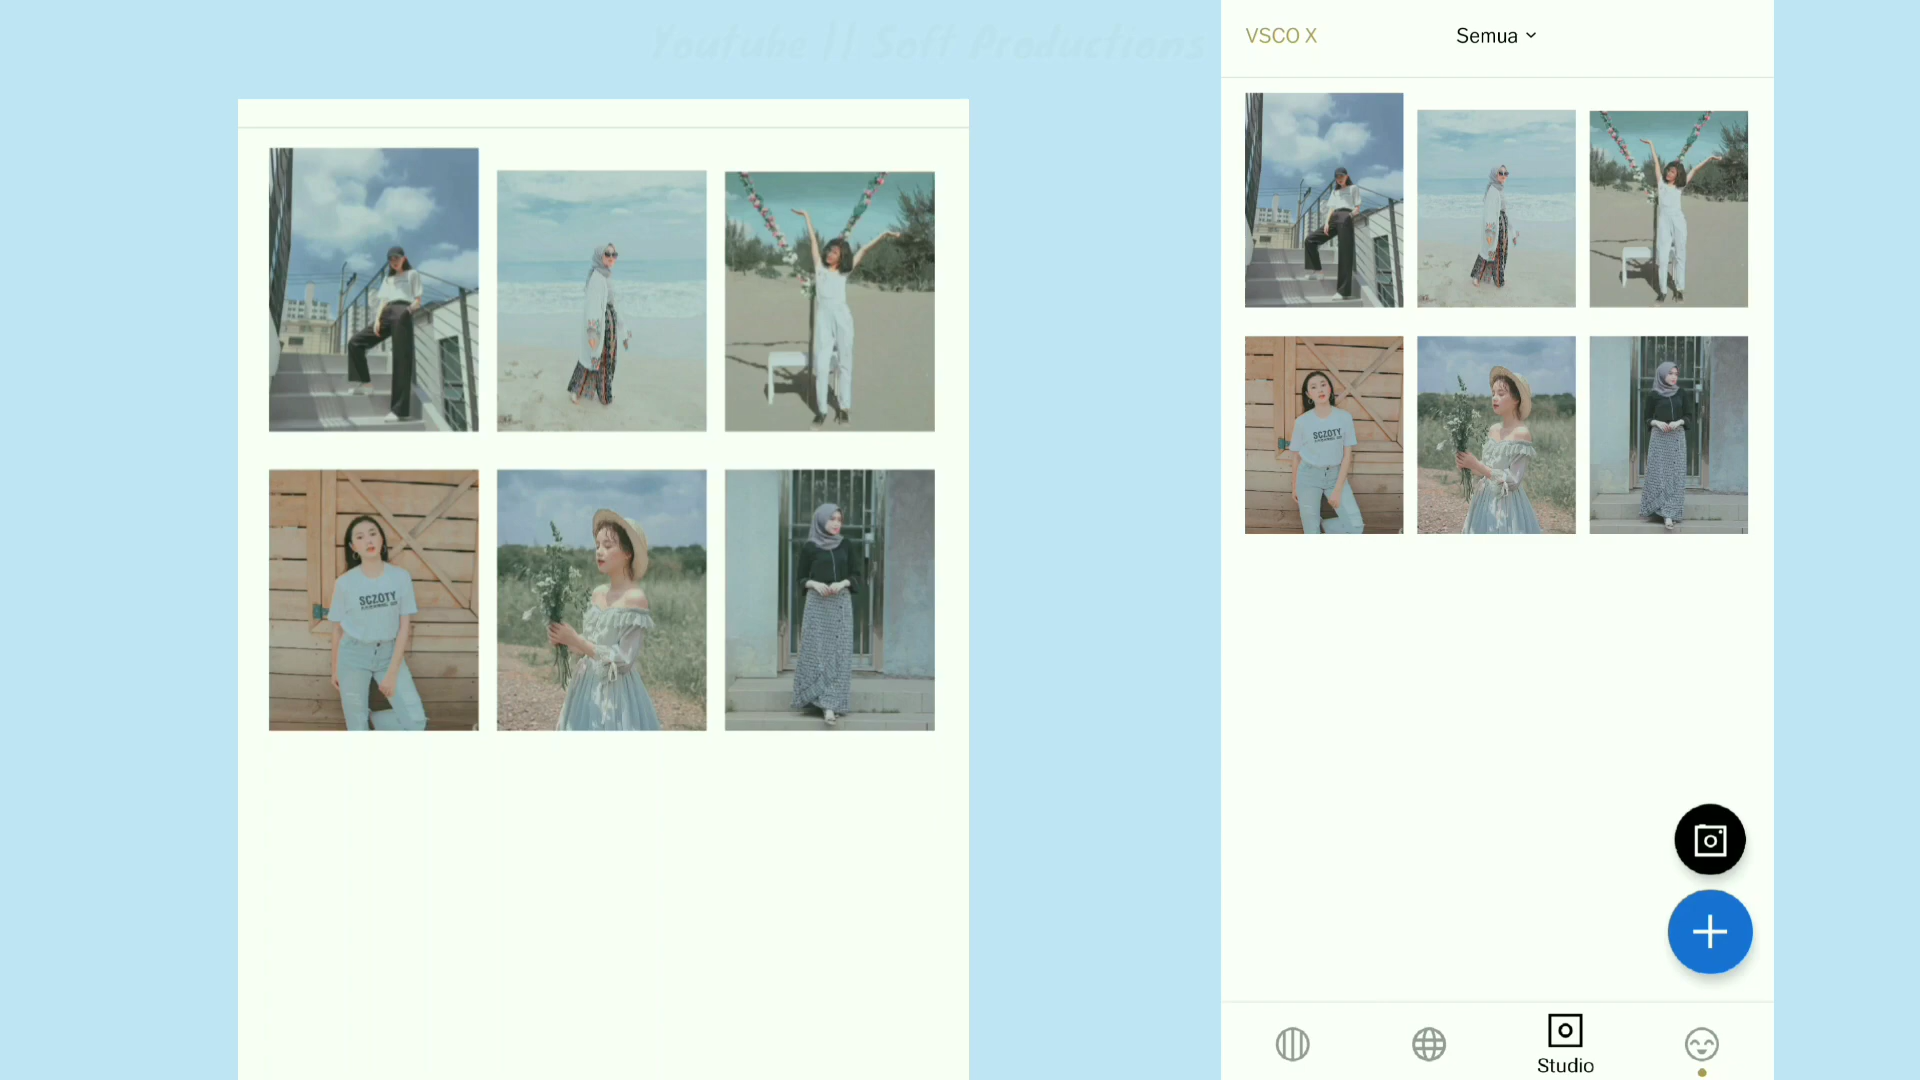 Youtube || Soft Productions
VSCO X
Semua
SCZOTY
SCZOTY
Studio